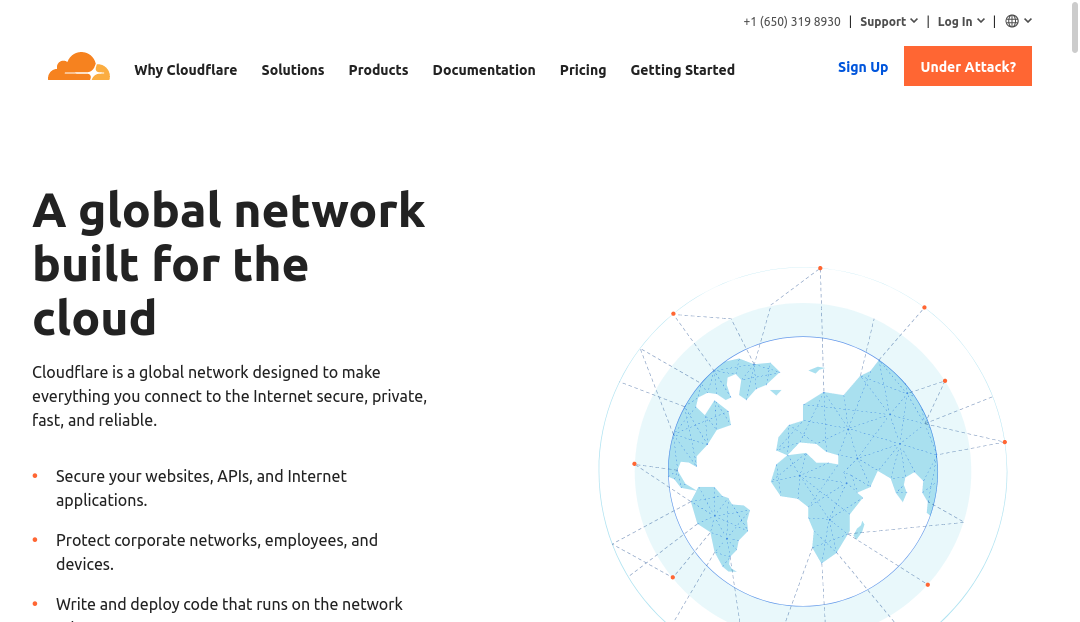 +1 (650) 319 8930 | Support | Log In |
Why Cloudflare Solutions Products Documentation Pricing Getting Started Sign Up Under Attack?
A global network
built for the
cloud
Cloudflare is a global network designed to make
everything you connect to the Internet secure, private,
fast, and reliable.
• Secure your websites, APIs, and Internet
applications.
• Protect corporate networks, employees, and
devices.
• Write and deploy code that runs on the network